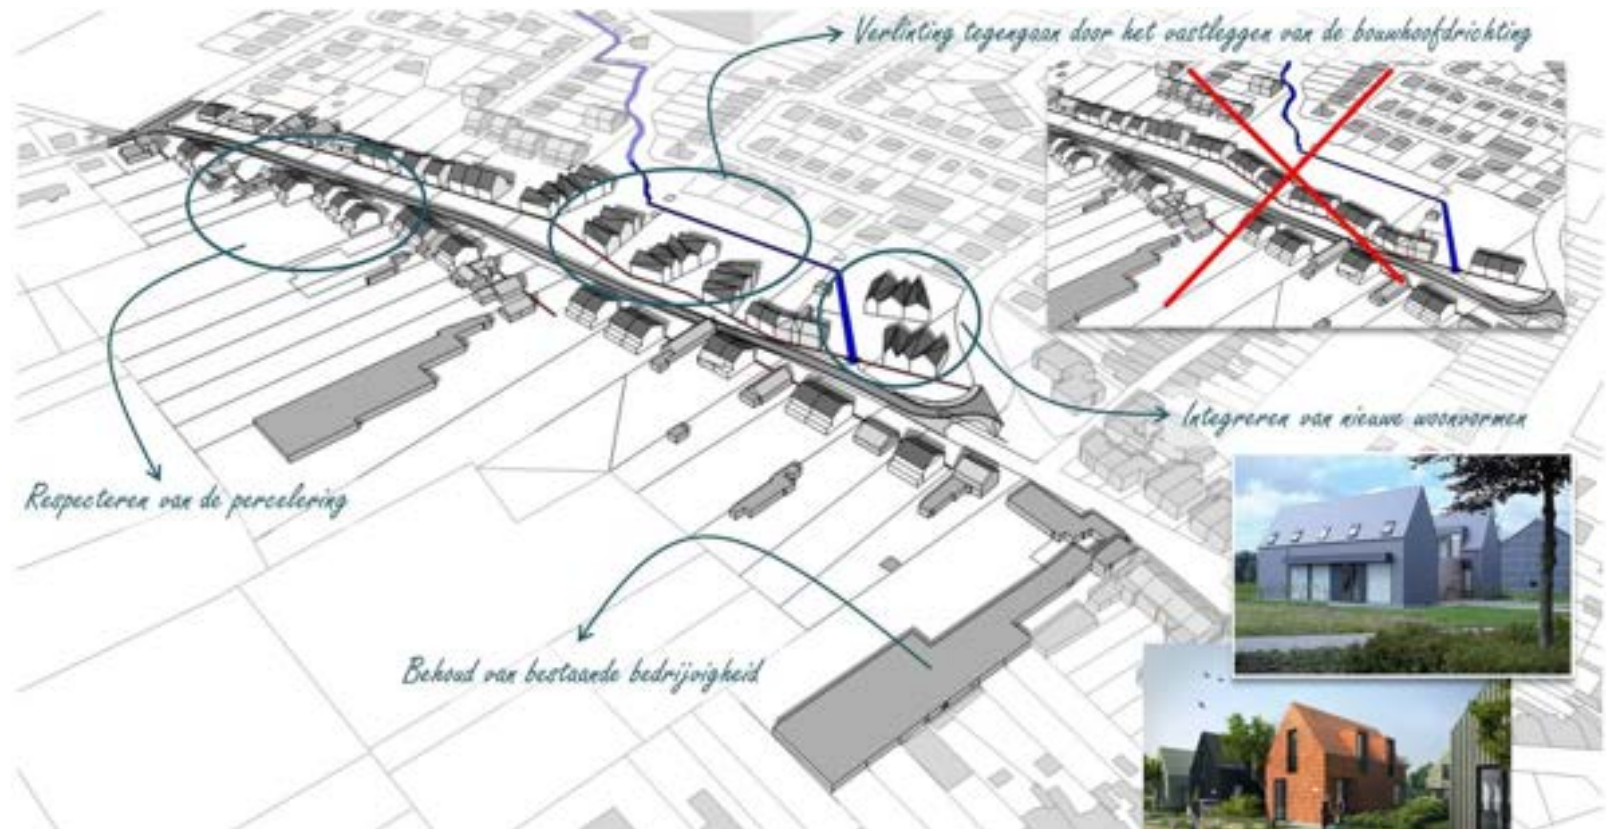 Verlinting tegengaan door het vastleggen van de bouwhoofdrichting
Integreren van nieuwe woonvormen
Respecteren van de percelering
Behoud van bestaande bedrijvigheid